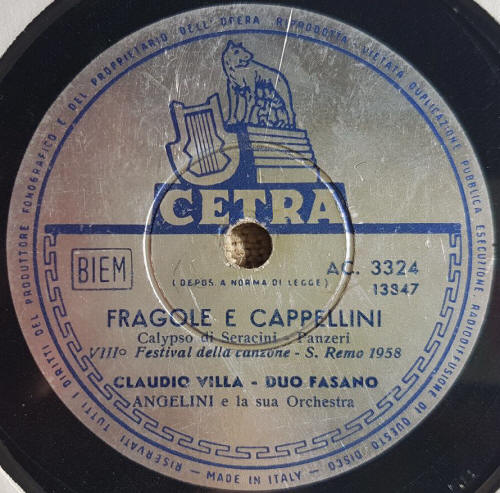 RISERVATI TUTTI I DIRITTI DEL PRODUTTORE FONOGRAFICO E DEL PROPRIETARIO DELL'OPERA RIPRODOTTA - VIETATA DUPLICAZIONE PUBBLICA ESECUZIONE RADIODIFFUSIONE DI QUESTO DISCO
CETRA
BIEM
(DEPOS. A NORMA DI LEGGE)
AC. 3324
13347
FRAGOLE E CAPPELLINI
Calypso di Seracini - Panzeri
VIIIº Festival della canzone - S. Remo 1958
CLAUDIO VILLA - DUO FASANO
ANGELINI e la sua Orchestra
- MADE IN ITALY -